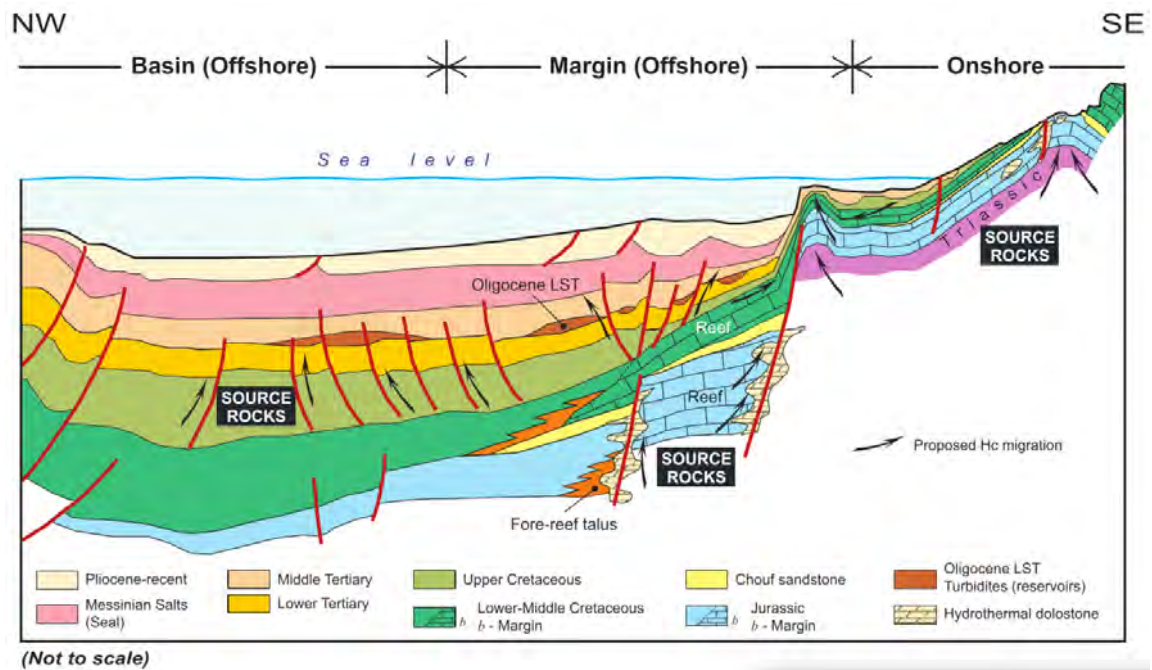 NW
SE
Basin (Offshore)
Margin (Offshore)
Onshore
Sea level
Triassic
SOURCE
ROCKS
Oligocene LST
Reef
SOURCE
ROCKS
Reef
Proposed Hc migration
SOURCE
ROCKS
Fore-reef talus
Pliocene-recent
Middle Tertiary
Upper Cretaceous
Chouf sandstone
Oligocene LST
Turbidites (reservoirs)
Messinian Salts
(Seal)
Lower Tertiary
b
Lower-Middle Cretaceous
b - Margin
b
Jurassic
b - Margin
Hydrothermal dolostone
(Not to scale)